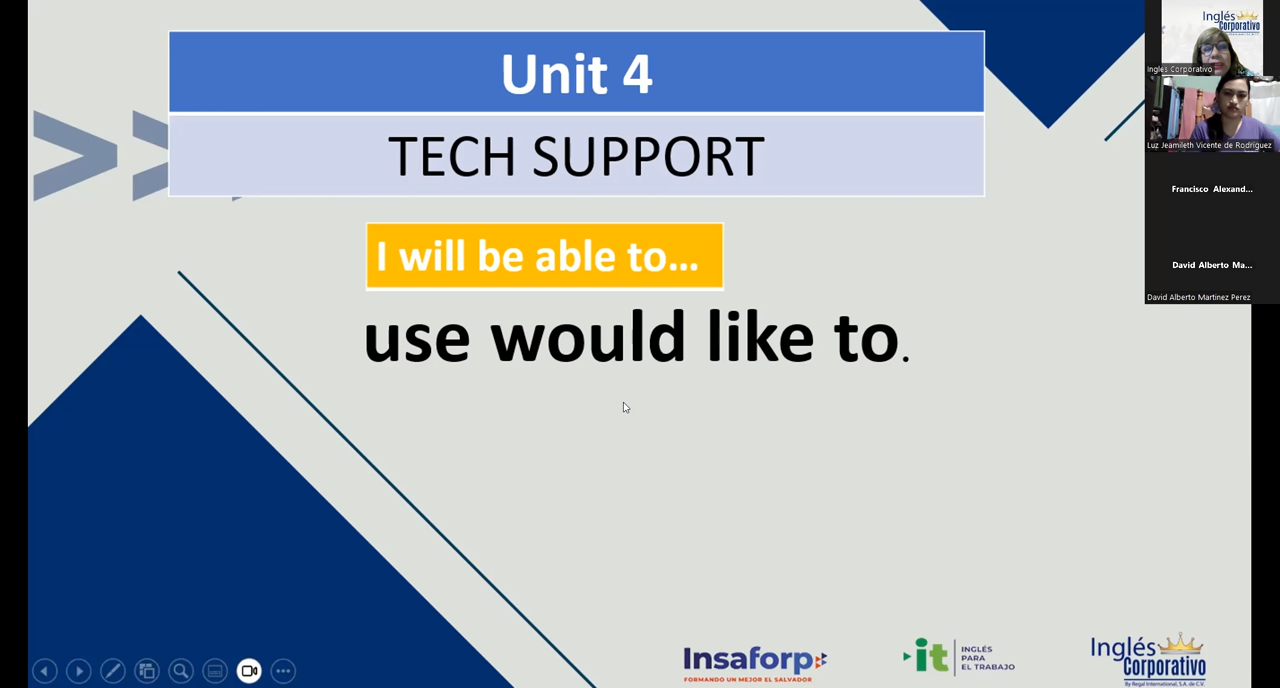 Unit 4
TECH SUPPORT
I will be able to...
use would like to.
Inglés
Corporativo
Inglés Corporativo
Luz Jeamileth Vicente de Rodriguez
Francisco Alexand...
David Alberto Ma...
David Alberto Martinez Perez
Insaforp
FORMANDO UN MEJOR EL SALVADOR
it
INGLÉS
PARA
EL TRABAJO
Inglés
Corporativo
By Regal International, S.A. de C.V.